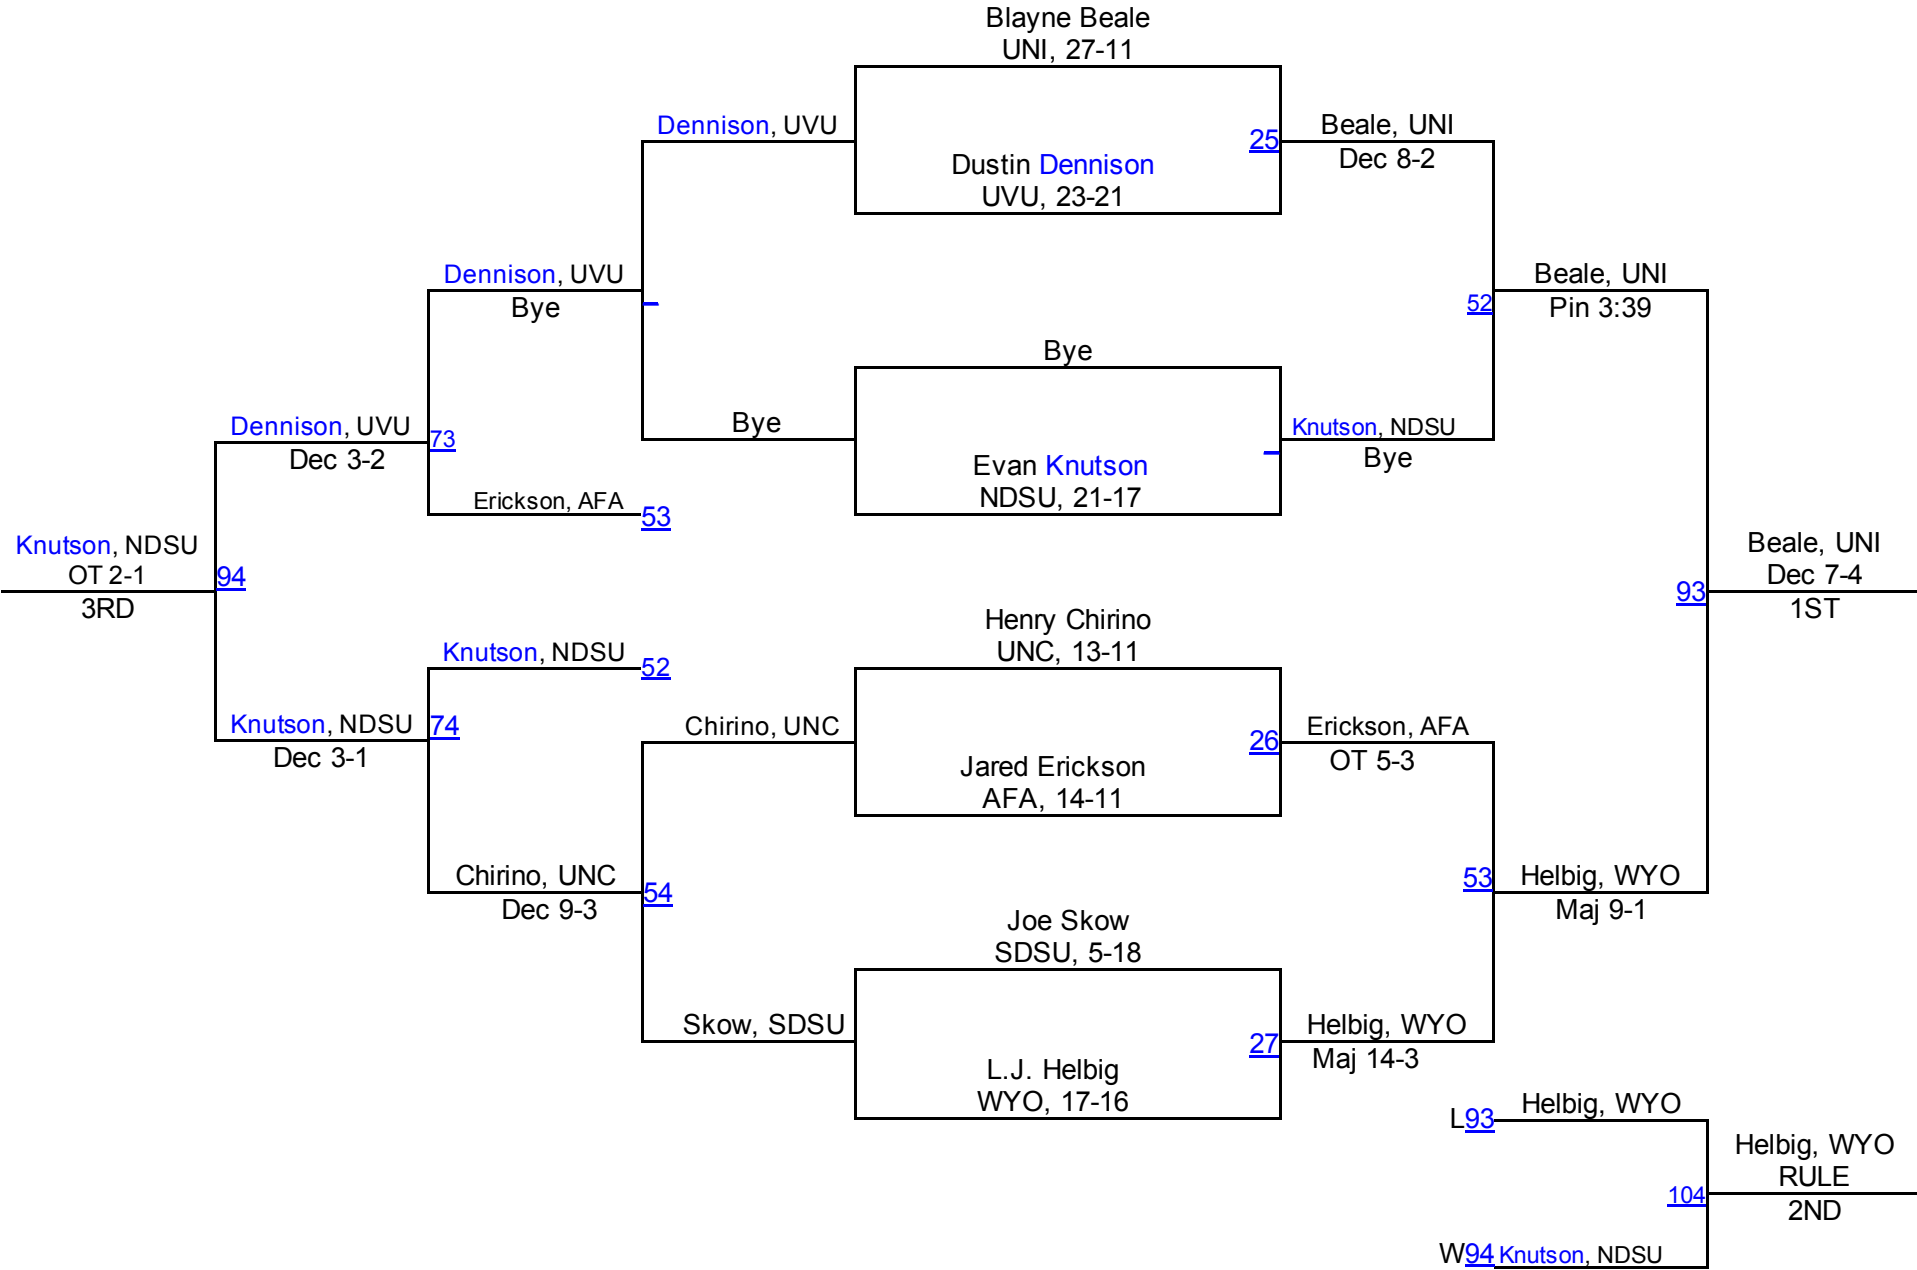 Blayne Beale
UNI, 27-11
Dennison, UVU
25
Beale, UNI
Dec 8-2
Dustin Dennison
UVU, 23-21
Dennison, UVU
Bye
52
Beale, UNI
Pin 3:39
Bye
Dennison, UVU
Dec 3-2
73
Bye
Knutson, NDSU
Bye
Evan Knutson
NDSU, 21-17
Erickson, AFA
53
Knutson, NDSU
OT 2-1
3RD
94
93
Beale, UNI
Dec 7-4
1ST
Henry Chirino
UNC, 13-11
Knutson, NDSU
52
Knutson, NDSU
Dec 3-1
74
Chirino, UNC
26
Erickson, AFA
OT 5-3
Jared Erickson
AFA, 14-11
Chirino, UNC
Dec 9-3
54
53
Helbig, WYO
Maj 9-1
Joe Skow
SDSU, 5-18
Skow, SDSU
27
Helbig, WYO
Maj 14-3
L.J. Helbig
WYO, 17-16
L93
Helbig, WYO
Helbig, WYO
RULE
2ND
104
W94 Knutson, NDSU